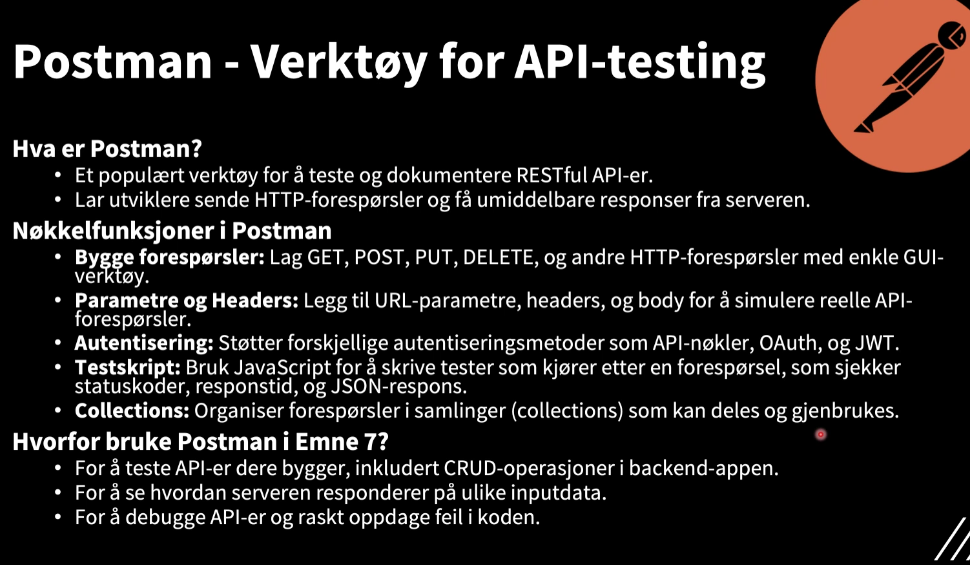 Postman - Verktøy for API-testing
Hva er Postman?
• Et populært verktøy for å teste og dokumentere RESTful API-er.
• Lar utviklere sende HTTP-forespørsler og få umiddelbare responser fra serveren.
Nøkkelfunksjoner i Postman
• Bygge forespørsler: Lag GET, POST, PUT, DELETE, og andre HTTP-forespørsler med enkle GUI-
verktøy.
• Parametre og Headers: Legg til URL-parametre, headers, og body for å simulere reelle API-
forespørsler.
• Autentisering: Støtter forskjellige autentiseringsmetoder som API-nøkler, OAuth, og JWT.
• Testskript: Bruk JavaScript for å skrive tester som kjører etter en forespørsel, som sjekker
statuskoder, responstid, og JSON-respons.
• Collections: Organiser forespørsler i samlinger (collections) som kan deles og gjenbrukes.
Hvorfor bruke Postman i Emne 7?
• For å teste API-er dere bygger, inkludert CRUD-operasjoner i backend-appen.
• For å se hvordan serveren responderer på ulike inputdata.
• For å debugge API-er og raskt oppdage feil i koden.